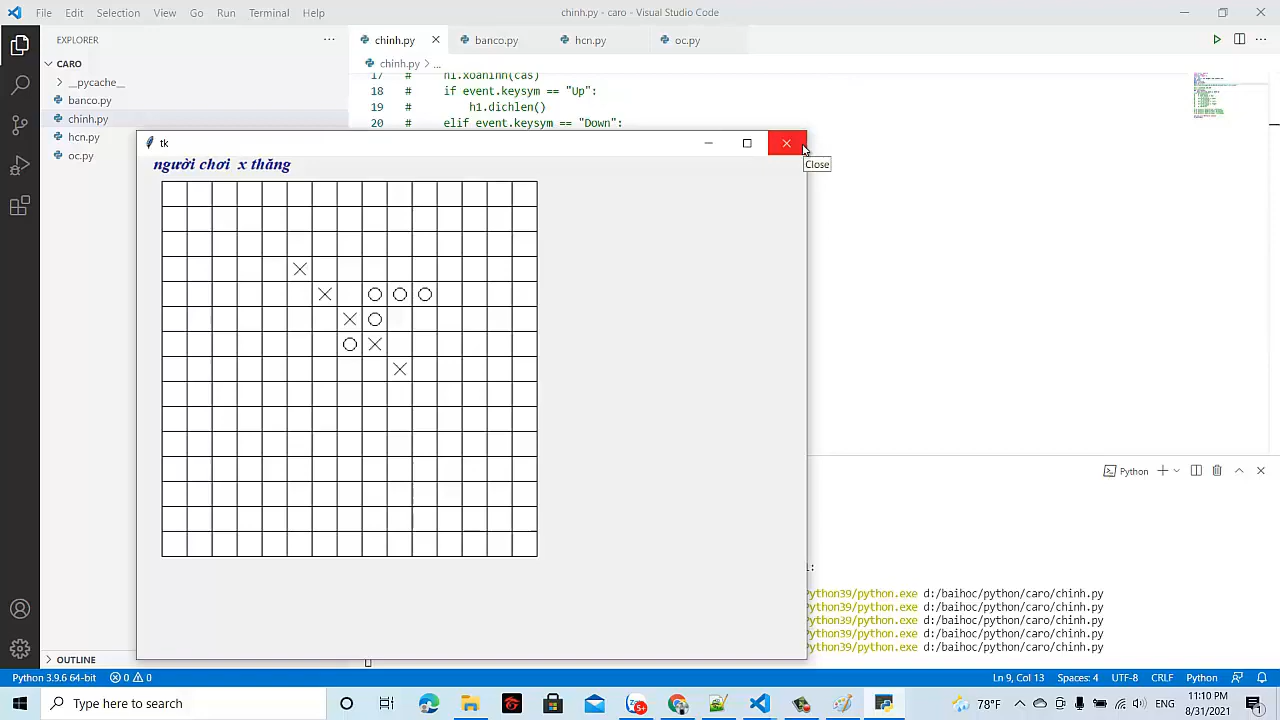 File Edit Selection View Go Run Terminal Help
chinh.py - caro - Visual Studio Code
EXPLORER
chinh.py
banco.py
hcn.py
oc.py
CARO
chinh.py > ...
__pycache__
banco.py
chinh.py
hcn.py
oc.py
17 # h1.xoahinh(cas)
18 # if event.keysym == "Up":
19 # h1.dichlen()
20 # elif event.keysym == "Down":
tk
Close
người chơi x thắng
Python
ython39/python.exe d:/baihoc/python/caro/chinh.py
ython39/python.exe d:/baihoc/python/caro/chinh.py
ython39/python.exe d:/baihoc/python/caro/chinh.py
ython39/python.exe d:/baihoc/python/caro/chinh.py
ython39/python.exe d:/baihoc/python/caro/chinh.py
OUTLINE
Python 3.9.6 64-bit 0 0 Ln 9, Col 13 Spaces: 4 UTF-8 CRLF Python
Type here to search
5+
78°F
11:10 PM
8/31/2021
1